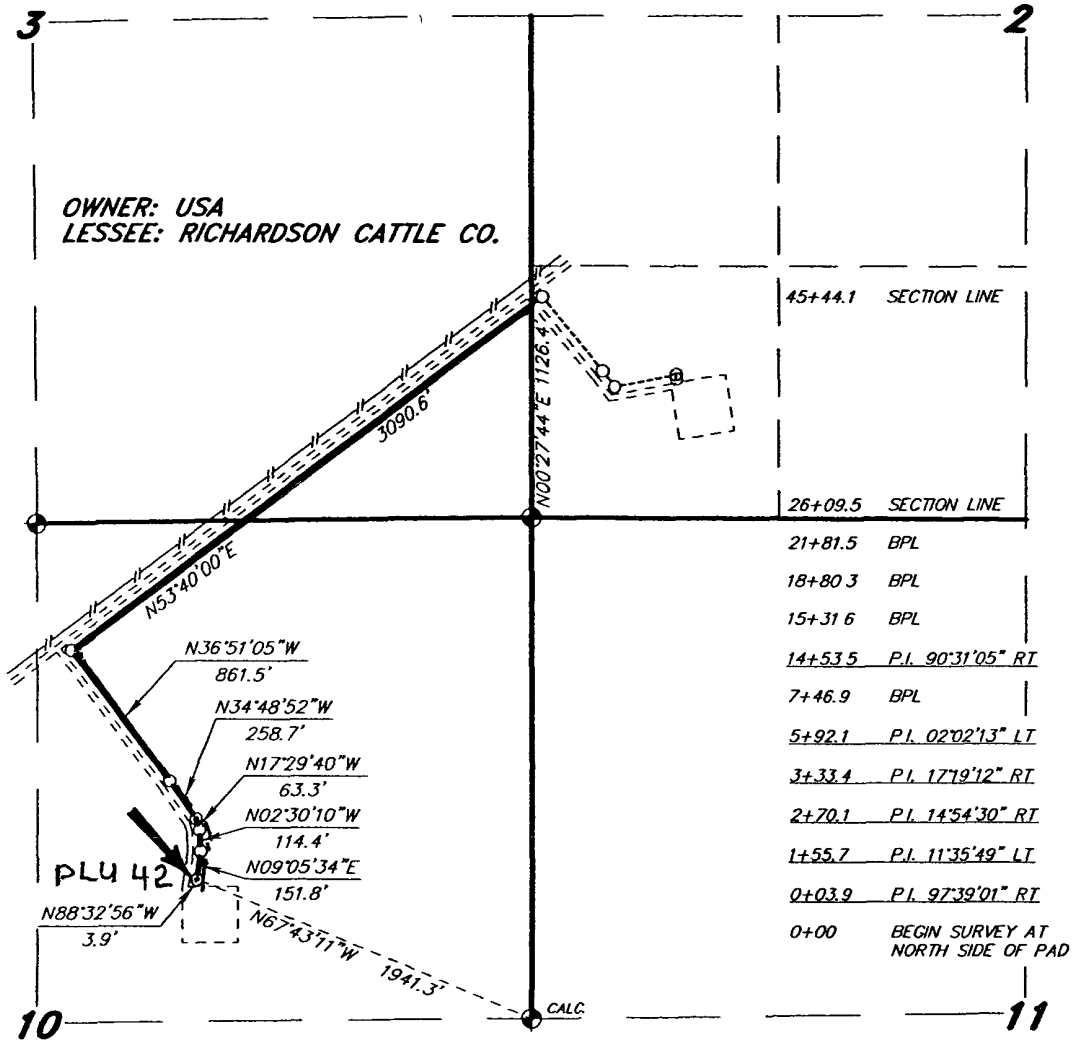 3
2
OWNER: USA
LESSEE: RICHARDSON CATTLE CO.
45+44.1 SECTION LINE
3090.6'
N00°27'44"E 1126.4'
26+09.5 SECTION LINE
21+81.5 BPL
N53°40'00"E
18+80 3 BPL
15+31 6 BPL
N36°51'05"W
861.5'
14+53.5 P.I. 90°31'05" RT
7+46.9 BPL
N34°48'52"W
258.7'
5+92.1 P.I. 02°02'13" LT
N17°29'40"W
63.3'
3+33.4 P.I. 17°19'12" RT
N02°30'10"W
114.4'
2+70.1 P.I. 14°54'30" RT
N09°05'34"E
151.8'
1+55.7 P.I. 11°35'49" LT
PLU 42
0+03.9 P.I. 97°39'01" RT
N88°32'56"W
3.9'
N67°43'11"W 1941.3'
0+00 BEGIN SURVEY AT
NORTH SIDE OF PAD
CALC.
10
11